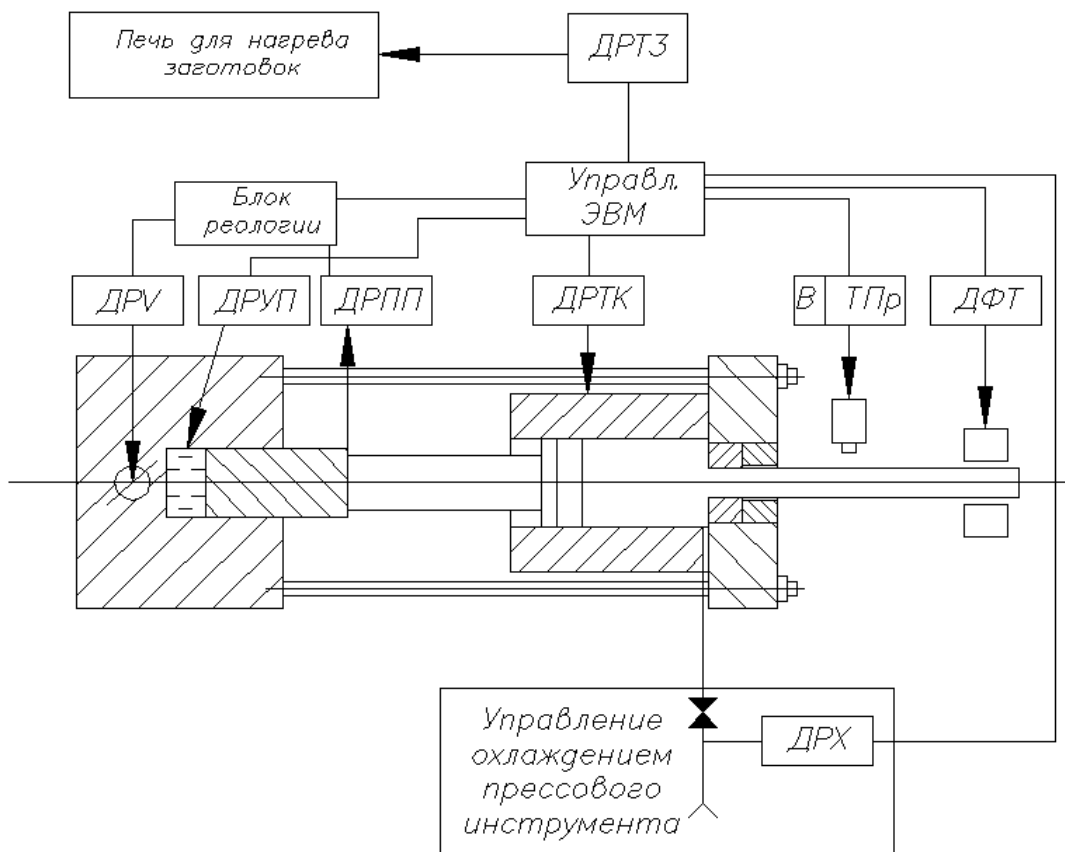 Печь для нагрева
заготовок
ДРТЗ
Управл.
ЭВМ
Блок
реологии
ДРV
ДРУП
ДРПП
ДРТК
В ТПр
ДФТ
Управление
охлаждением
прессового
инструмента
ДРХ